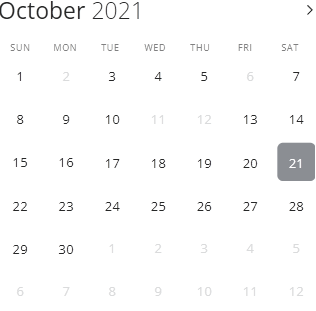 October 2021
SUN MON TUE WED THU FRI SAT
1 2 3 4 5 6 7
8 9 10 11 12 13 14
15 16 17 18 19 20 21
22 23 24 25 26 27 28
29 30 1 2 3 4 5
6 7 8 9 10 11 12